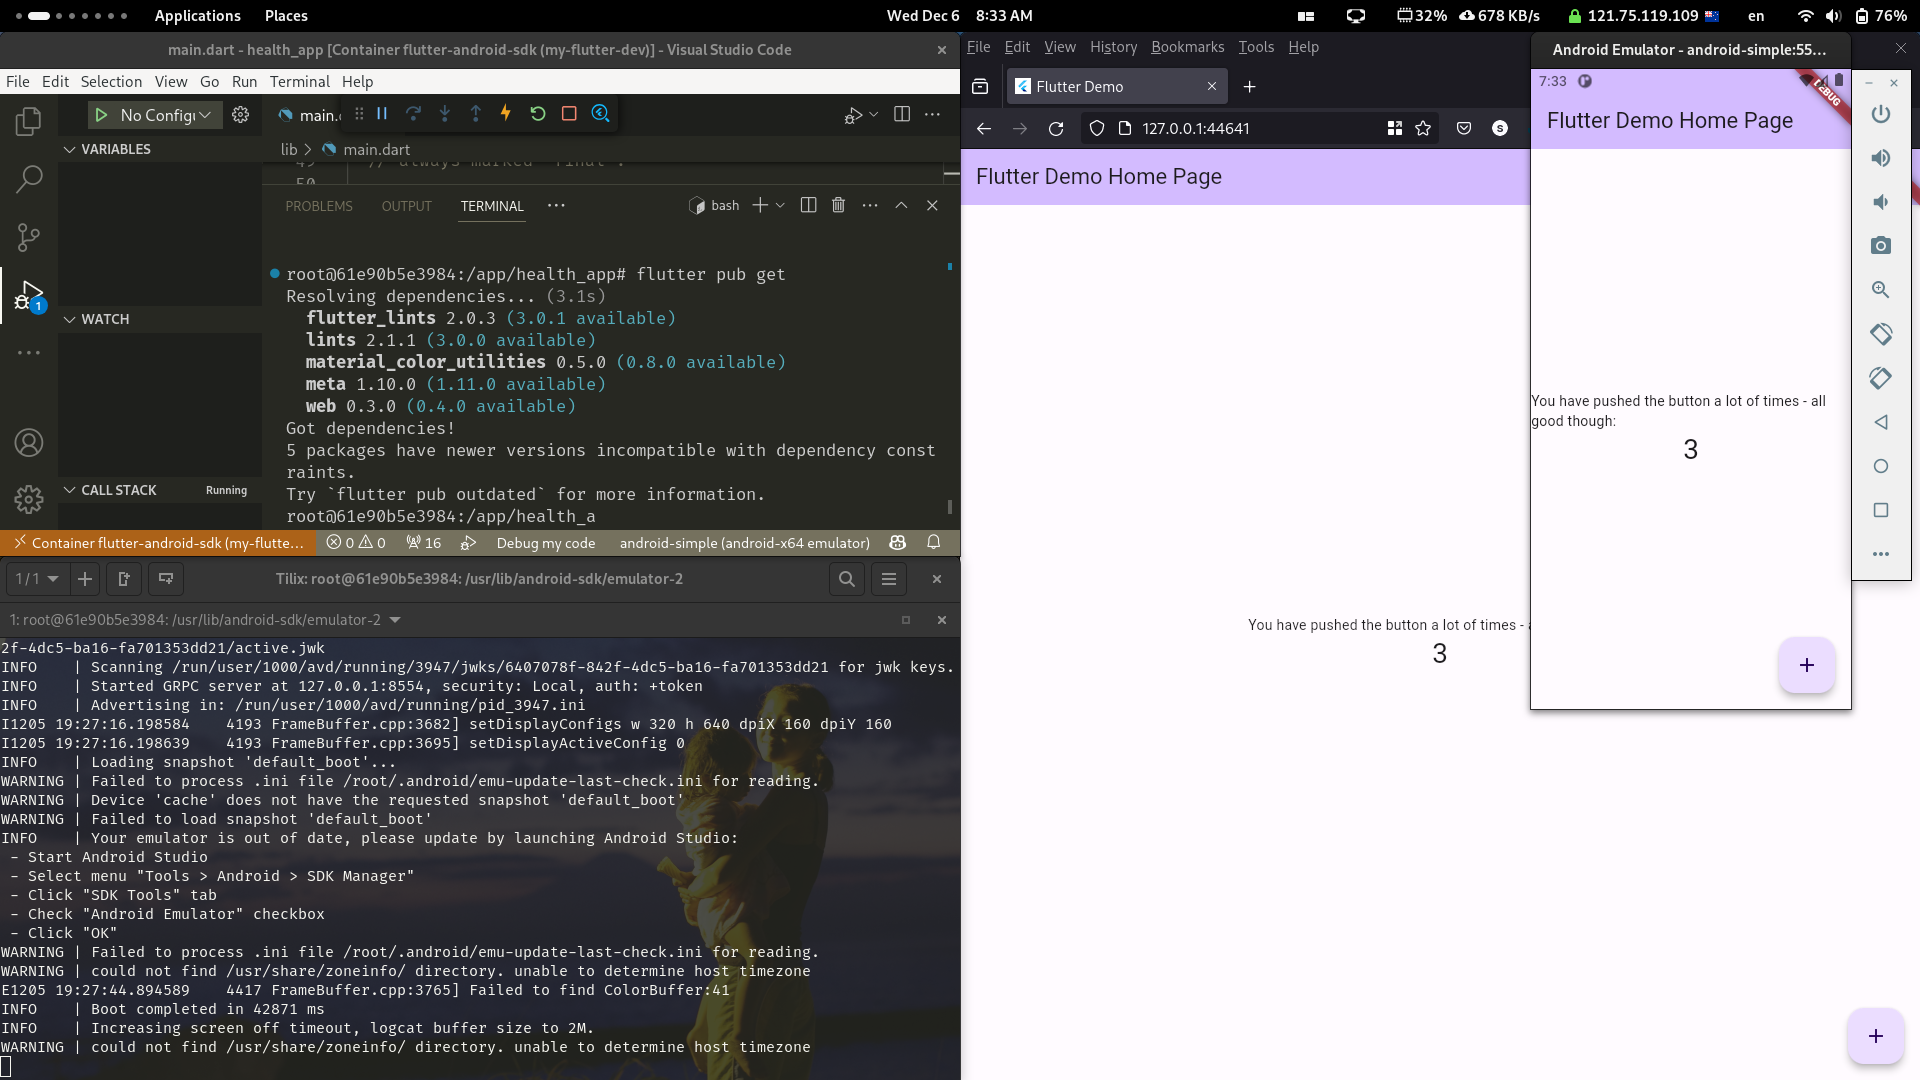 Applications Places Wed Dec 6 8:33 AM 32% 678 KB/s 121.75.119.109 en 76%
main.dart - health_app [Container flutter-android-sdk (my-flutter-dev)] - Visual Studio Code
File Edit Selection View Go Run Terminal Help
No Config
main.
VARIABLES
lib > main.dart
49 // always marked "final".
50
PROBLEMS OUTPUT TERMINAL
bash
root@61e90b5e3984:/app/health_app# flutter pub get
Resolving dependencies... (3.1s)
flutter_lints 2.0.3 (3.0.1 available)
lints 2.1.1 (3.0.0 available)
material_color_utilities 0.5.0 (0.8.0 available)
meta 1.10.0 (1.11.0 available)
web 0.3.0 (0.4.0 available)
Got dependencies!
5 packages have newer versions incompatible with dependency const
raints.
Try `flutter pub outdated` for more information.
root@61e90b5e3984:/app/health_a
WATCH
CALL STACK Running
1
Container flutter-android-sdk (my-flutte... 0 0 16 Debug my code android-simple (android-x64 emulator)
1/1 Tilix: root@61e90b5e3984: /usr/lib/android-sdk/emulator-2
1: root@61e90b5e3984: /usr/lib/android-sdk/emulator-2
2f-4dc5-ba16-fa701353dd21/active.jwk
INFO | Scanning /run/user/1000/avd/running/3947/jwks/6407078f-842f-4dc5-ba16-fa701353dd21 for jwk keys.
INFO | Started GRPC server at 127.0.0.1:8554, security: Local, auth: +token
INFO | Advertising in: /run/user/1000/avd/running/pid_3947.ini
I1205 19:27:16.198584 4193 FrameBuffer.cpp:3682] setDisplayConfigs w 320 h 640 dpiX 160 dpiY 160
I1205 19:27:16.198639 4193 FrameBuffer.cpp:3695] setDisplayActiveConfig 0
INFO | Loading snapshot 'default_boot'...
WARNING | Failed to process .ini file /root/.android/emu-update-last-check.ini for reading.
WARNING | Device 'cache' does not have the requested snapshot 'default_boot'
WARNING | Failed to load snapshot 'default_boot'
INFO | Your emulator is out of date, please update by launching Android Studio:
- Start Android Studio
- Select menu "Tools > Android > SDK Manager"
- Click "SDK Tools" tab
- Check "Android Emulator" checkbox
- Click "OK"
WARNING | Failed to process .ini file /root/.android/emu-update-last-check.ini for reading.
WARNING | could not find /usr/share/zoneinfo/ directory. unable to determine host timezone
E1205 19:27:44.894589 4417 FrameBuffer.cpp:3765] Failed to find ColorBuffer:41
INFO | Boot completed in 42871 ms
INFO | Increasing screen off timeout, logcat buffer size to 2M.
WARNING | could not find /usr/share/zoneinfo/ directory. unable to determine host timezone
File Edit View History Bookmarks Tools Help
Flutter Demo
127.0.0.1:44641
S
Flutter Demo Home Page
You have pushed the button a lot of times -
3
Android Emulator - android-simple:55...
7:33
DEBUG
Flutter Demo Home Page
You have pushed the button a lot of times - all
good though:
3